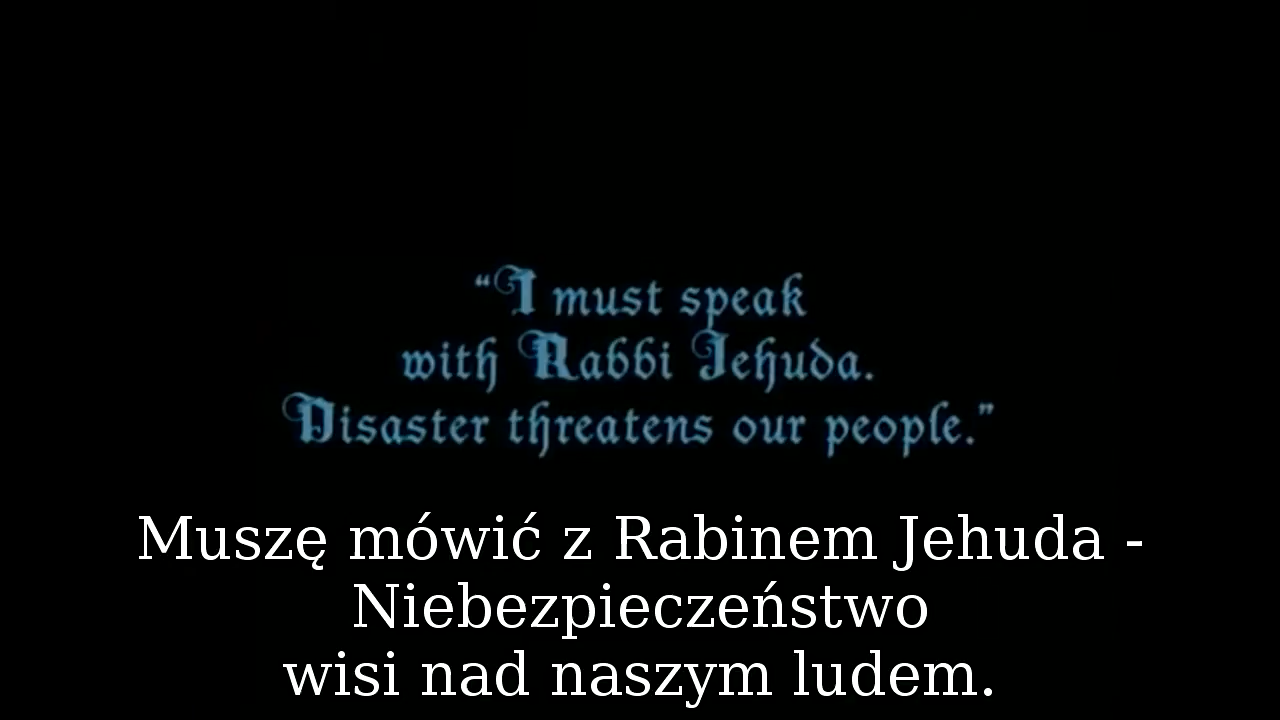 “I must speak
with Rabbi Jehuda.
Disaster threatens our people.”
Muszę mówić z Rabinem Jehuda -
Niebezpieczeństwo
wisi nad naszym ludem.